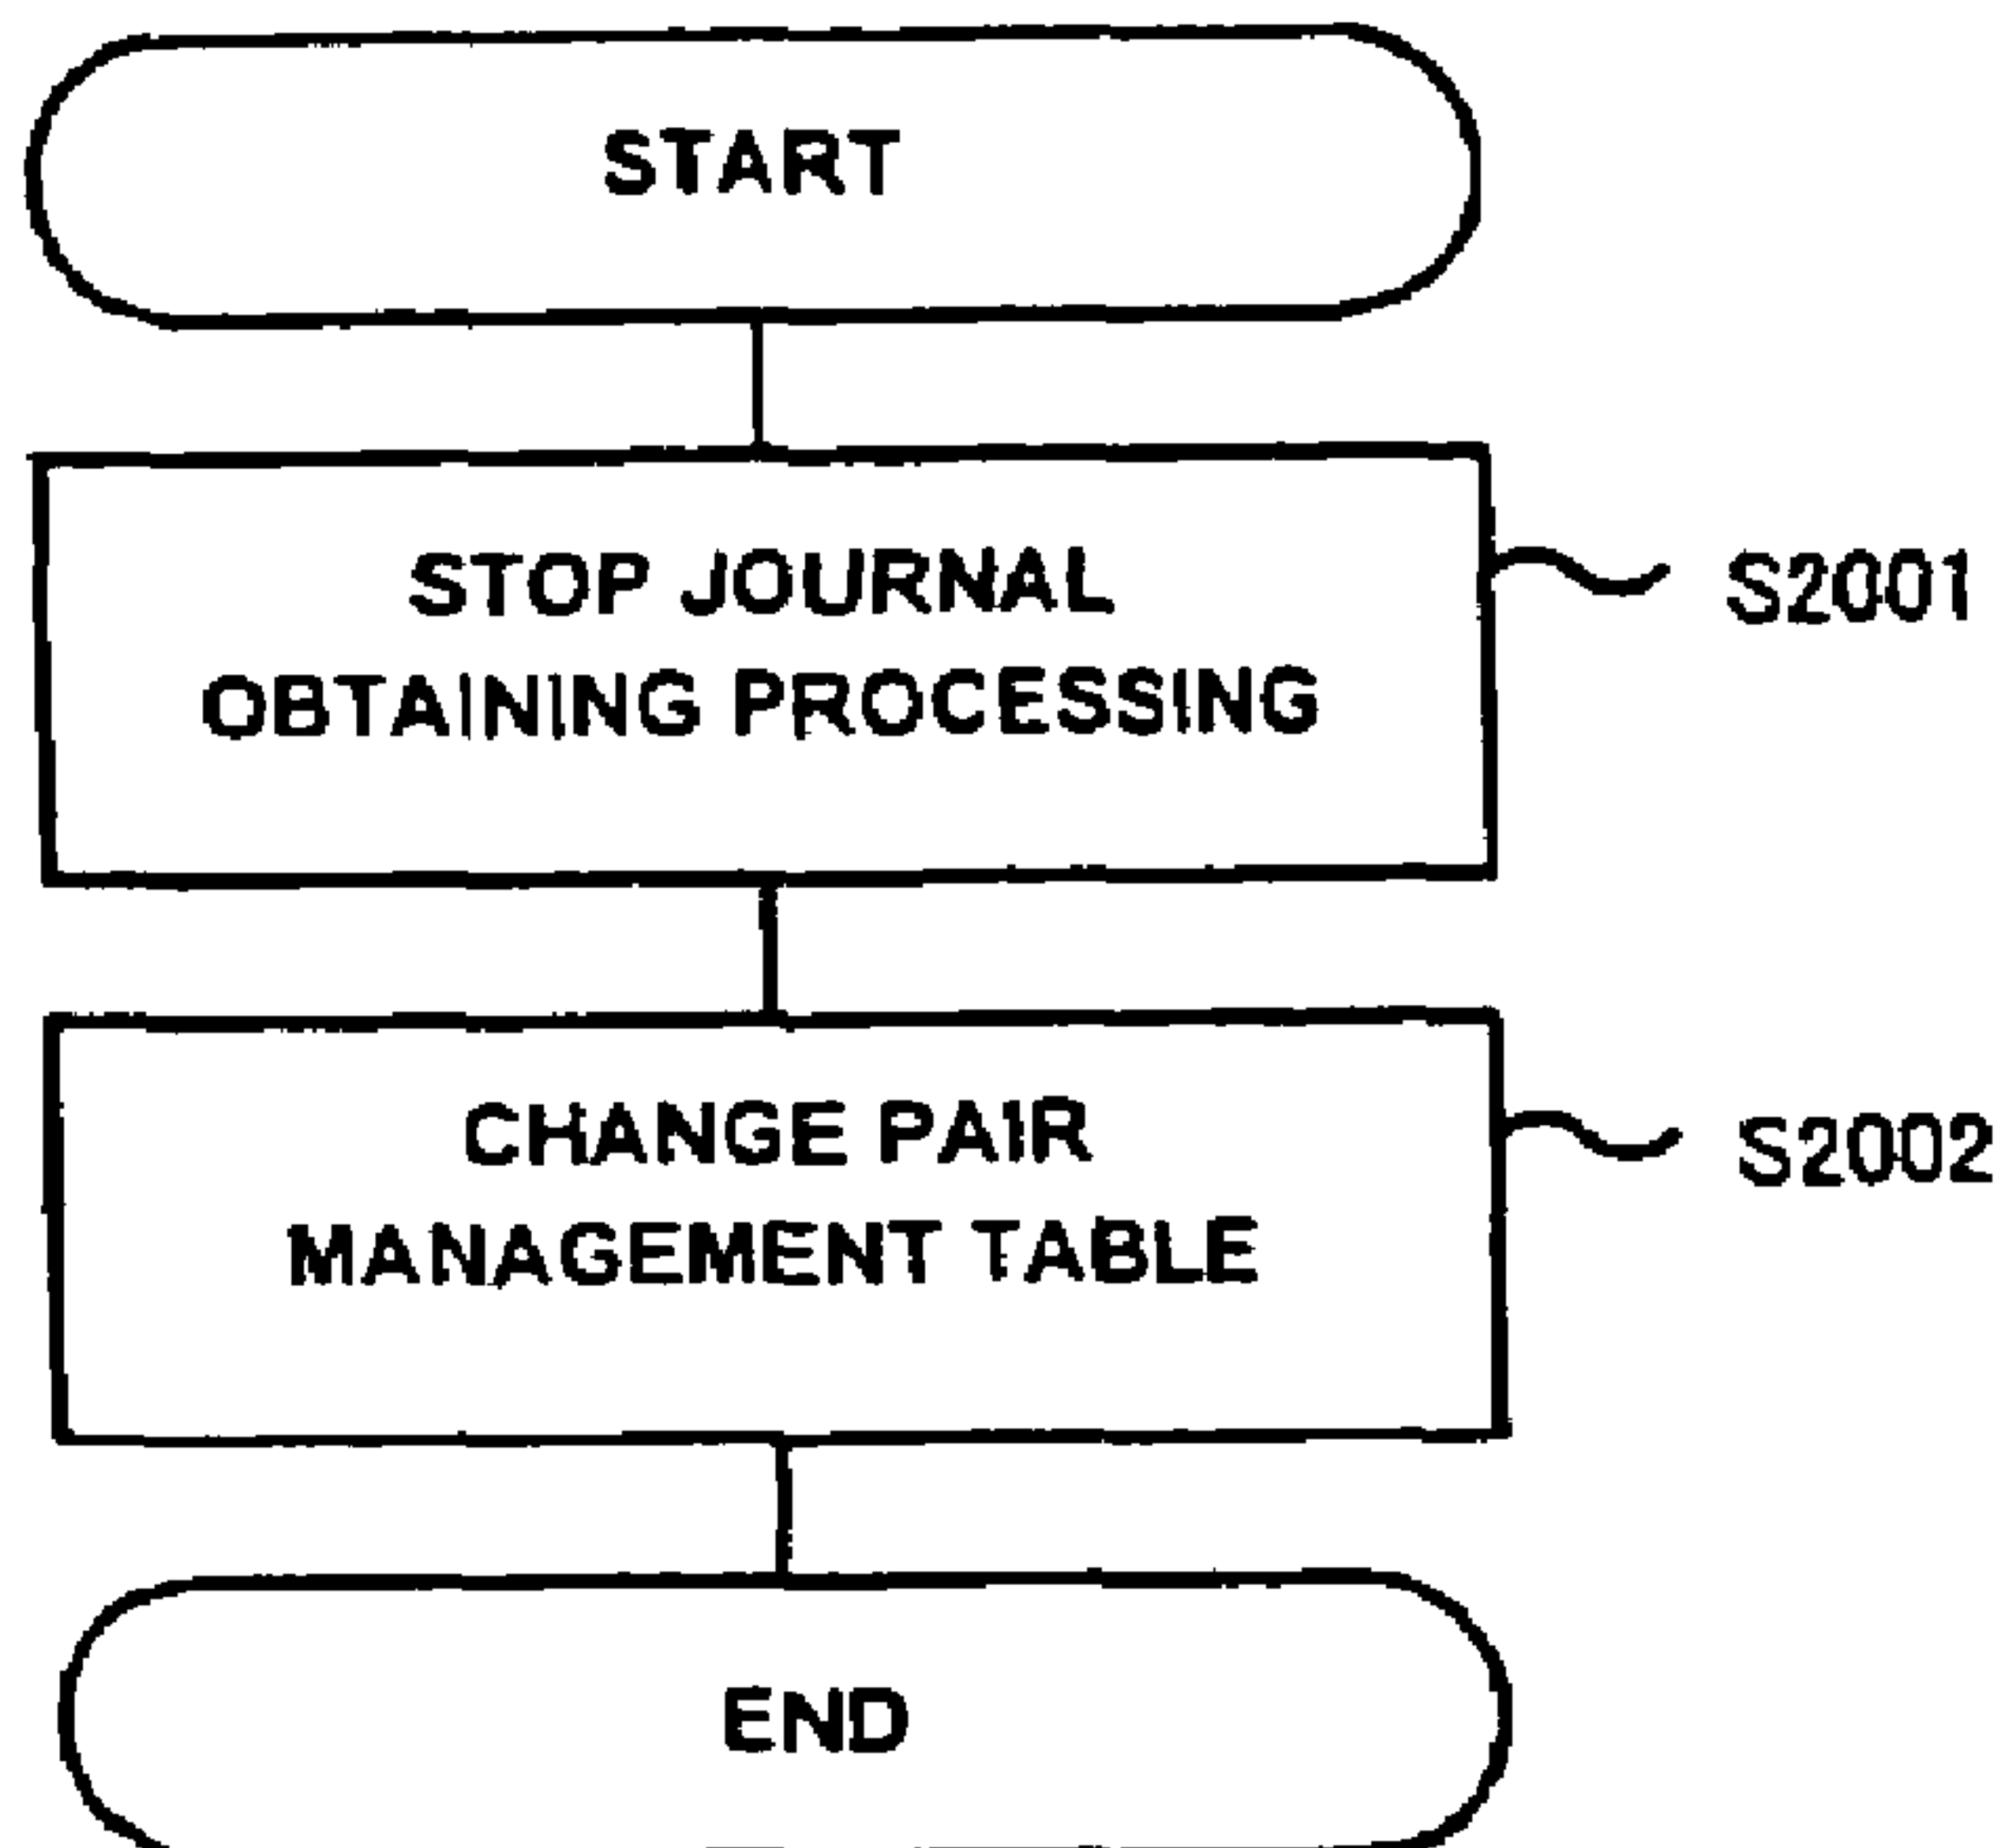 START
STOP JOURNAL
OBTAINING PROCESSING
S2001
CHANGE PAIR
MANAGEMENT TABLE
S2002
END